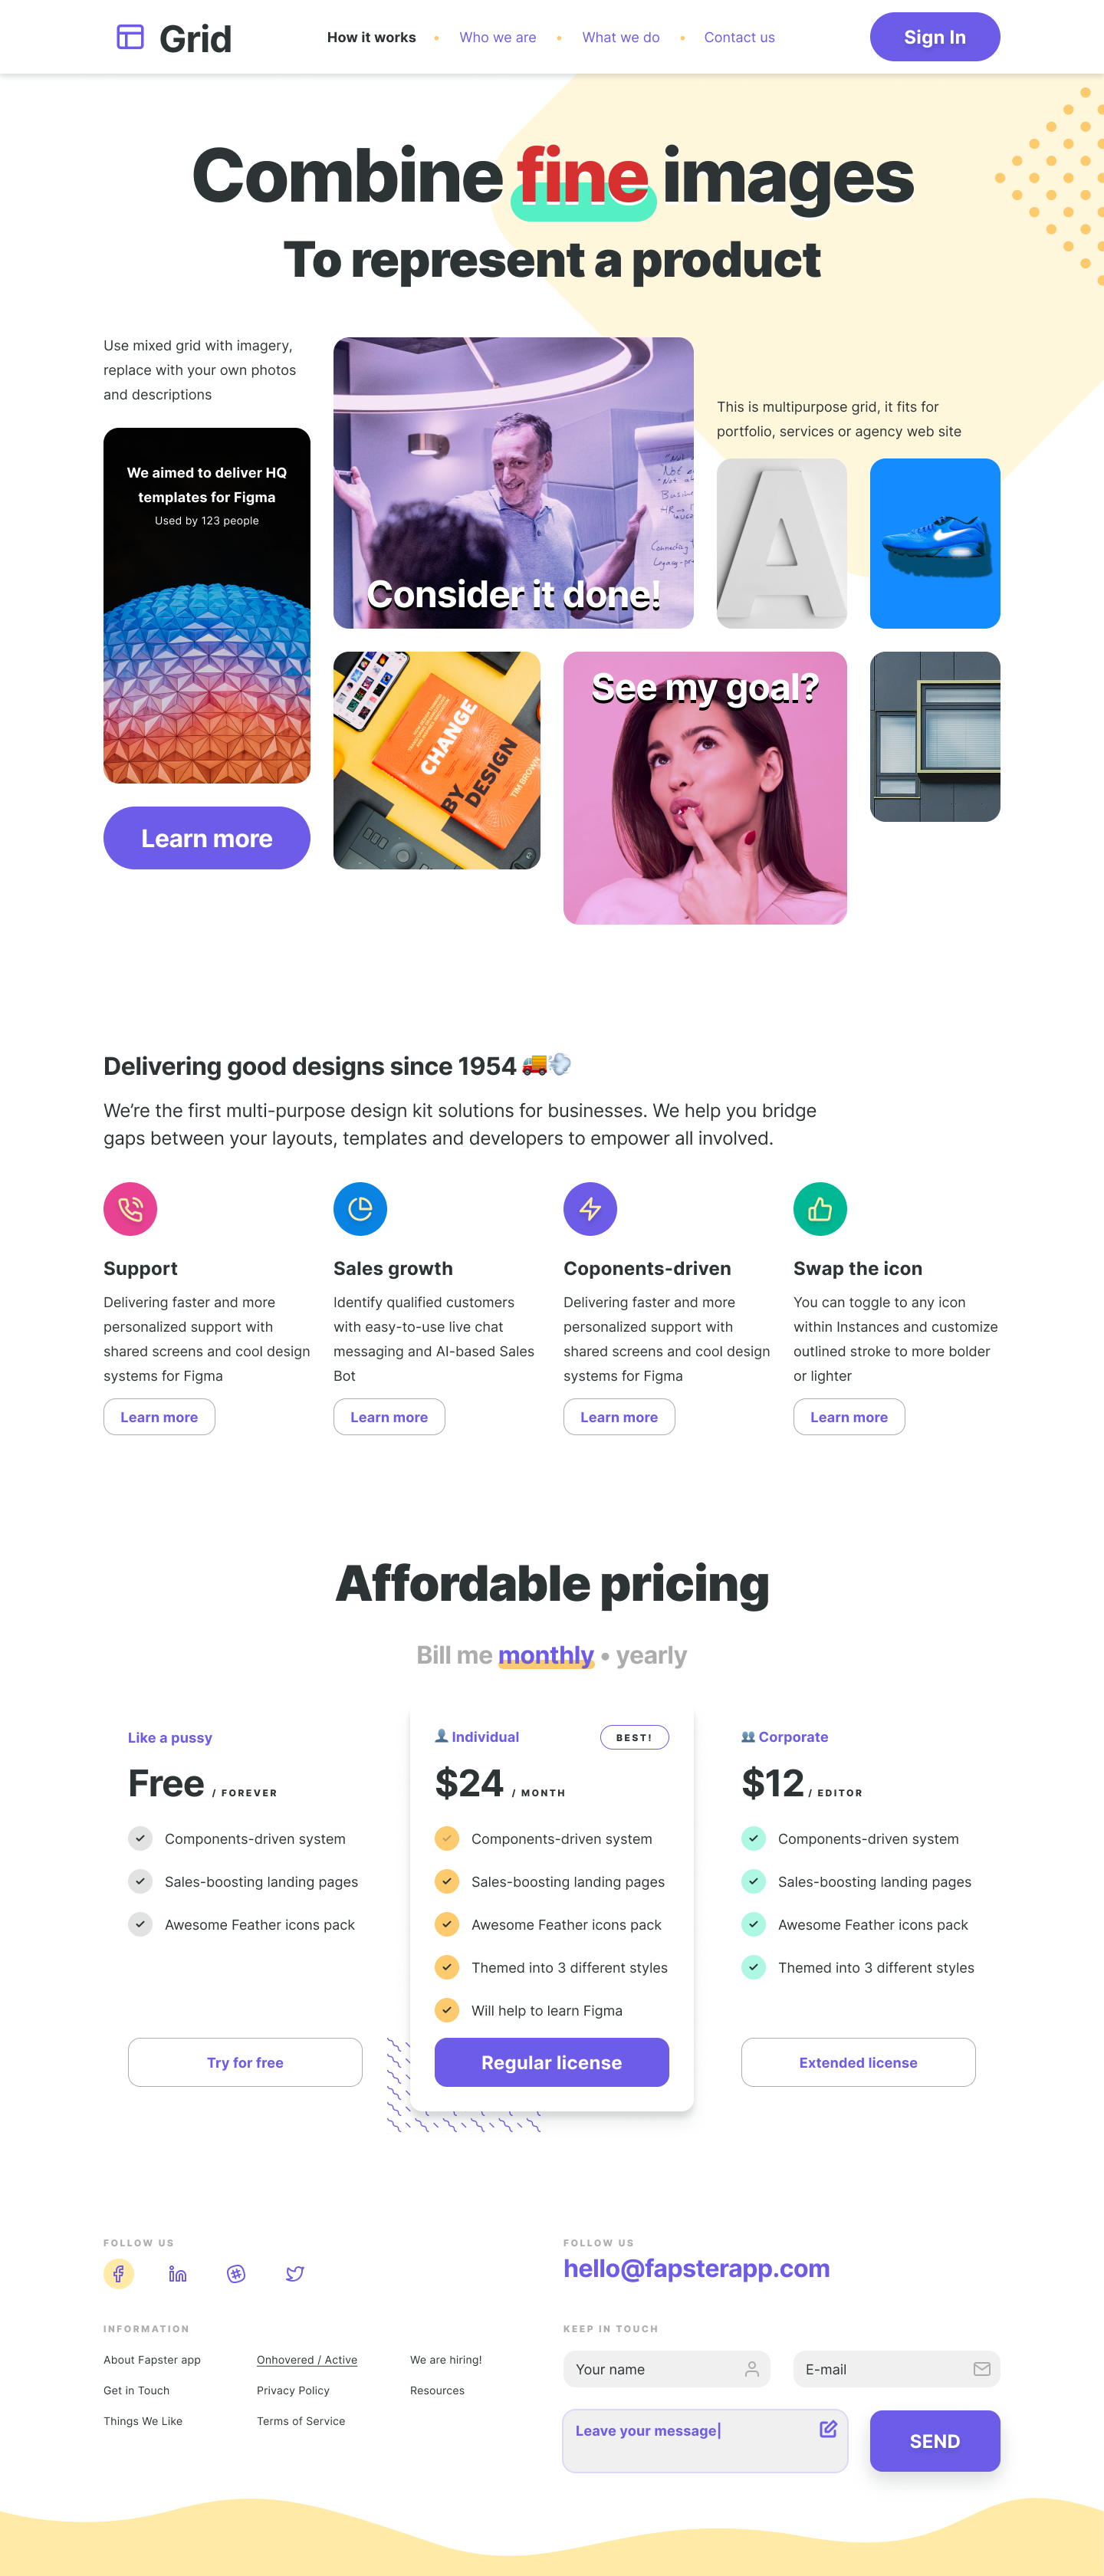 Grid
How it works • Who we are • What we do • Contact us
Sign In
Combine fine images
To represent a product
Use mixed grid with imagery,
replace with your own photos
and descriptions
We aimed to deliver HQ
templates for Figma
Used by 123 people
Learn more
Consider it done!
This is multipurpose grid, it fits for
portfolio, services or agency web site
A
CHANGE
BY
DESIGN
TIM BROWN
See my goal?
Delivering good designs since 1954 🚚💨
We’re the first multi-purpose design kit solutions for businesses. We help you bridge
gaps between your layouts, templates and developers to empower all involved.
Support
Delivering faster and more
personalized support with
shared screens and cool design
systems for Figma
Learn more
Sales growth
Identify qualified customers
with easy-to-use live chat
messaging and AI-based Sales
Bot
Learn more
Coponents-driven
Delivering faster and more
personalized support with
shared screens and cool design
systems for Figma
Learn more
Swap the icon
You can toggle to any icon
within Instances and customize
outlined stroke to more bolder
or lighter
Learn more
Affordable pricing
Bill me monthly • yearly
Like a pussy
Free / FOREVER
Components-driven system
Sales-boosting landing pages
Awesome Feather icons pack
Try for free
👤 Individual
BEST!
$24 / MONTH
Components-driven system
Sales-boosting landing pages
Awesome Feather icons pack
Themed into 3 different styles
Will help to learn Figma
Regular license
👥 Corporate
$12 / EDITOR
Components-driven system
Sales-boosting landing pages
Awesome Feather icons pack
Themed into 3 different styles
Extended license
FOLLOW US
FOLLOW US
hello@fapsterapp.com
INFORMATION
About Fapster app
Get in Touch
Things We Like
Onhovered / Active
Privacy Policy
Terms of Service
We are hiring!
Resources
KEEP IN TOUCH
Your name
E-mail
Leave your message|
SEND